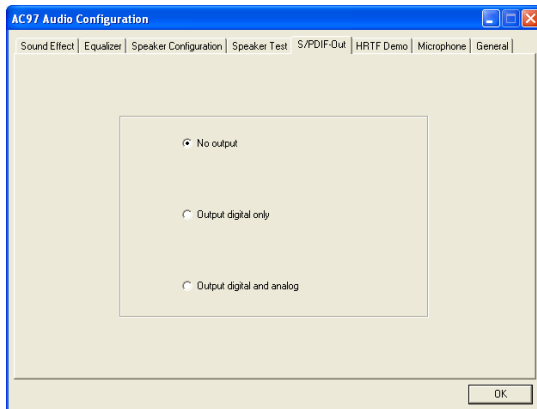 AC97 Audio Configuration
Sound Effect Equalizer Speaker Configuration Speaker Test S/PDIF-Out HRTF Demo Microphone General
No output
Output digital only
Output digital and analog
OK